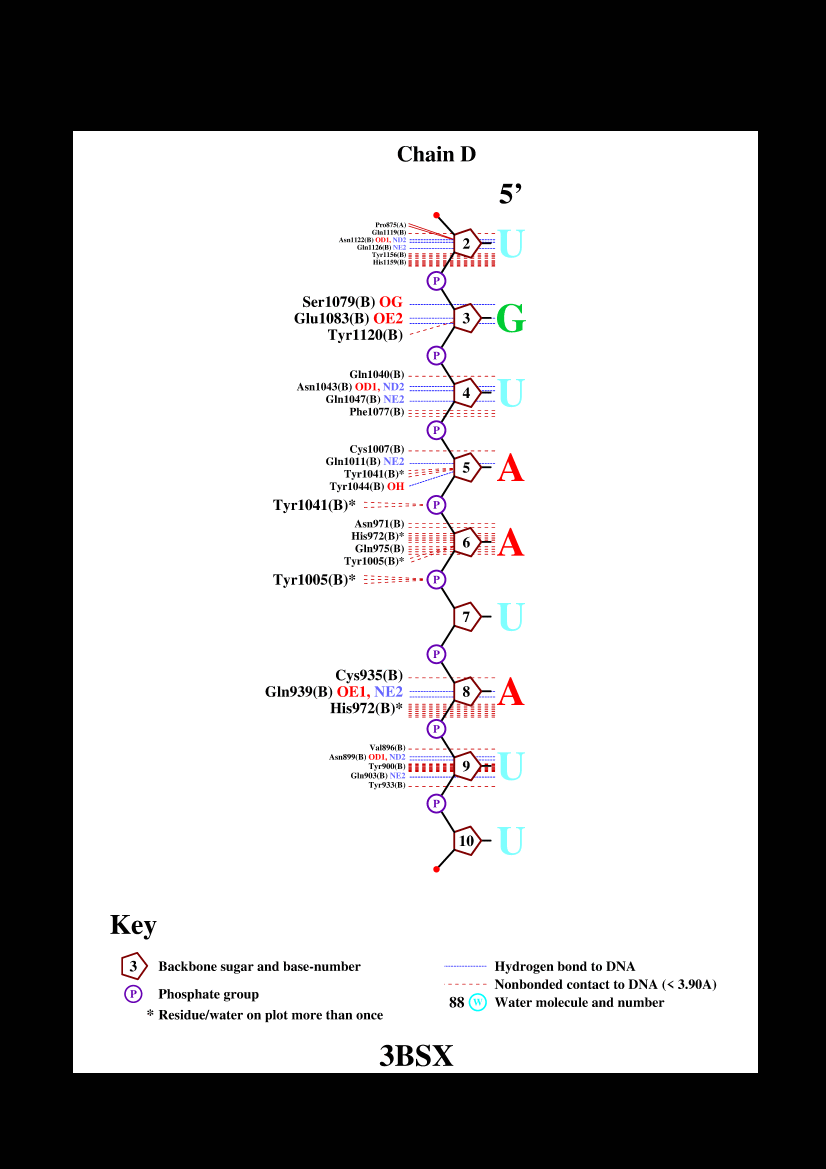 Chain D
5’
Pro875(A)
Gln1119(B)
Asn1122(B) OD1, ND2
Gln1126(B) NE2
Tyr1156(B)
His1159(B)
2 U
P
Ser1079(B) OG
Glu1083(B) OE2
Tyr1120(B)
3 G
P
Gln1040(B)
Asn1043(B) OD1, ND2
Gln1047(B) NE2
Phe1077(B)
4 U
P
Cys1007(B)
Gln1011(B) NE2
Tyr1041(B)*
Tyr1044(B) OH
5 A
Tyr1041(B)* P
Asn971(B)
His972(B)*
Gln975(B)
Tyr1005(B)*
6 A
Tyr1005(B)* P
7 U
P
Cys935(B)
Gln939(B) OE1, NE2
His972(B)*
8 A
P
Val896(B)
Asn899(B) OD1, ND2
Tyr900(B)
Gln903(B) NE2
Tyr933(B)
9 U
P
10 U
Key
3 Backbone sugar and base-number
P Phosphate group
* Residue/water on plot more than once
Hydrogen bond to DNA
Nonbonded contact to DNA (< 3.90A)
88 W Water molecule and number
3BSX